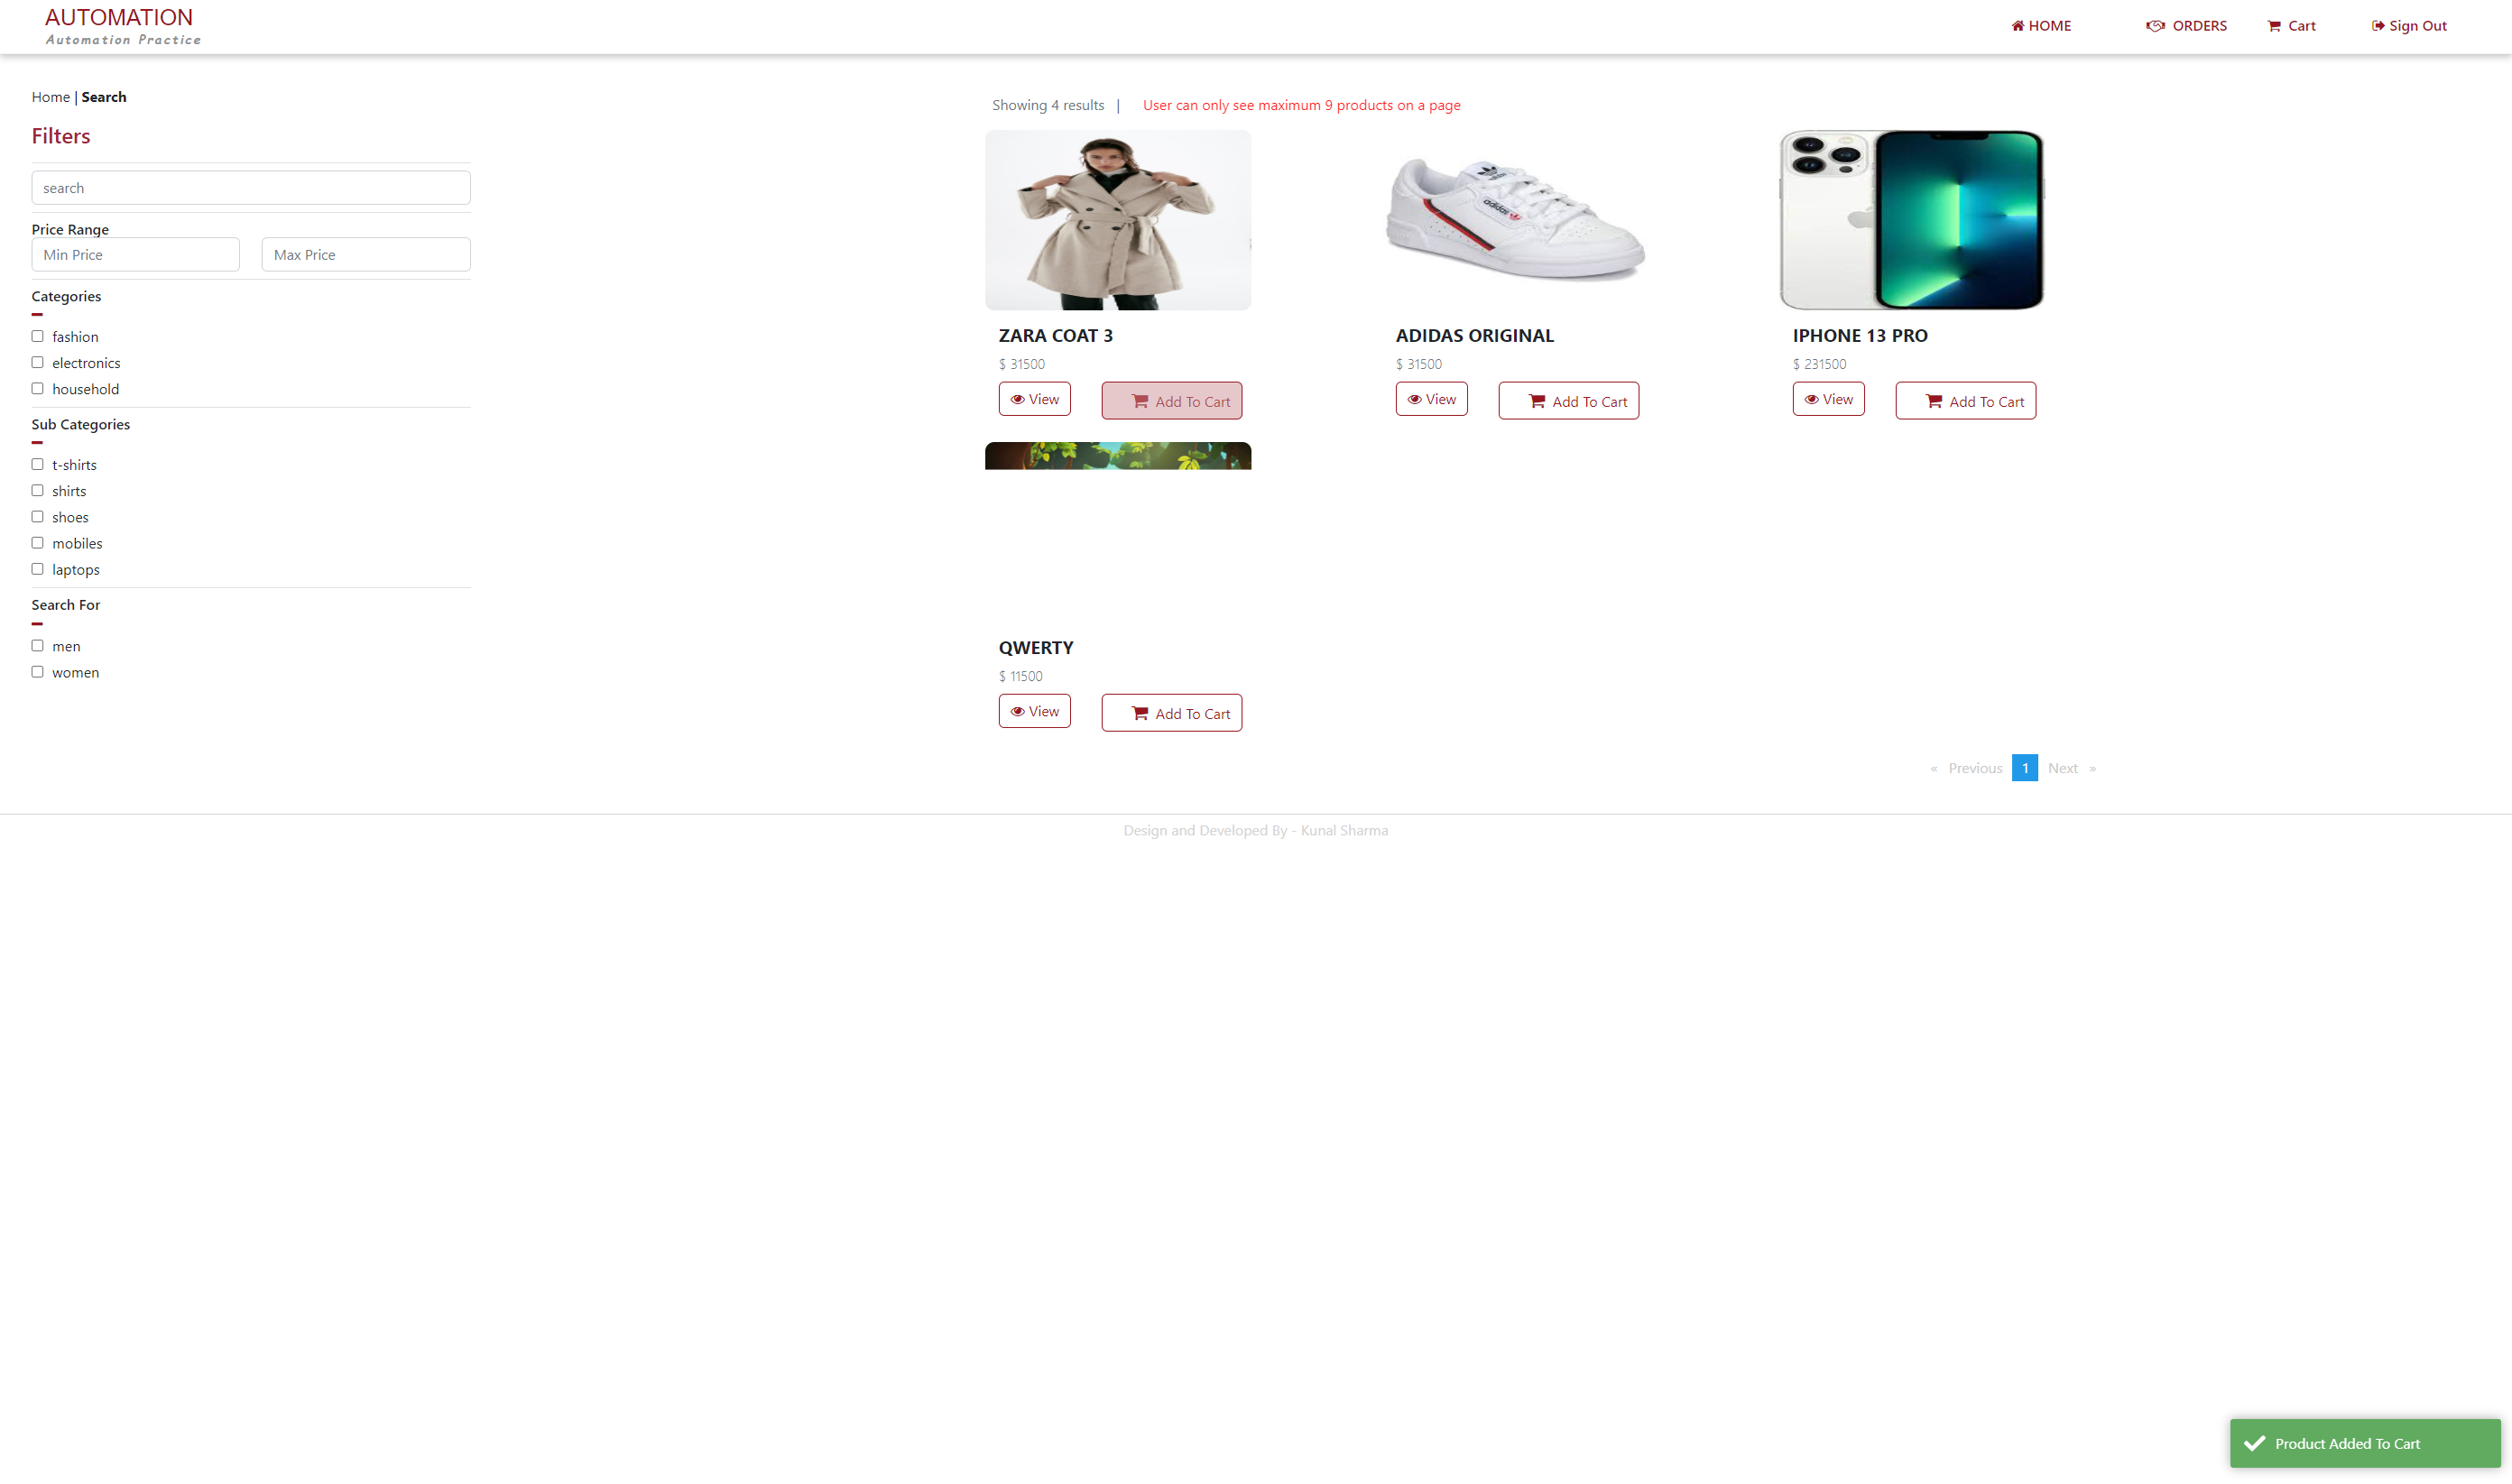 AUTOMATION
Automation Practice
HOME
ORDERS
Cart
Sign Out
Home | Search
Filters
search
Price Range
Min Price
Max Price
Categories
fashion
electronics
household
Sub Categories
t-shirts
shirts
shoes
mobiles
laptops
Search For
men
women
Showing 4 results |
User can only see maximum 9 products on a page
adidas
ZARA COAT 3
$ 31500
View
Add To Cart
ADIDAS ORIGINAL
$ 31500
View
Add To Cart
IPHONE 13 PRO
$ 231500
View
Add To Cart
QWERTY
$ 11500
View
Add To Cart
« Previous 1 Next »
Design and Developed By - Kunal Sharma
Product Added To Cart